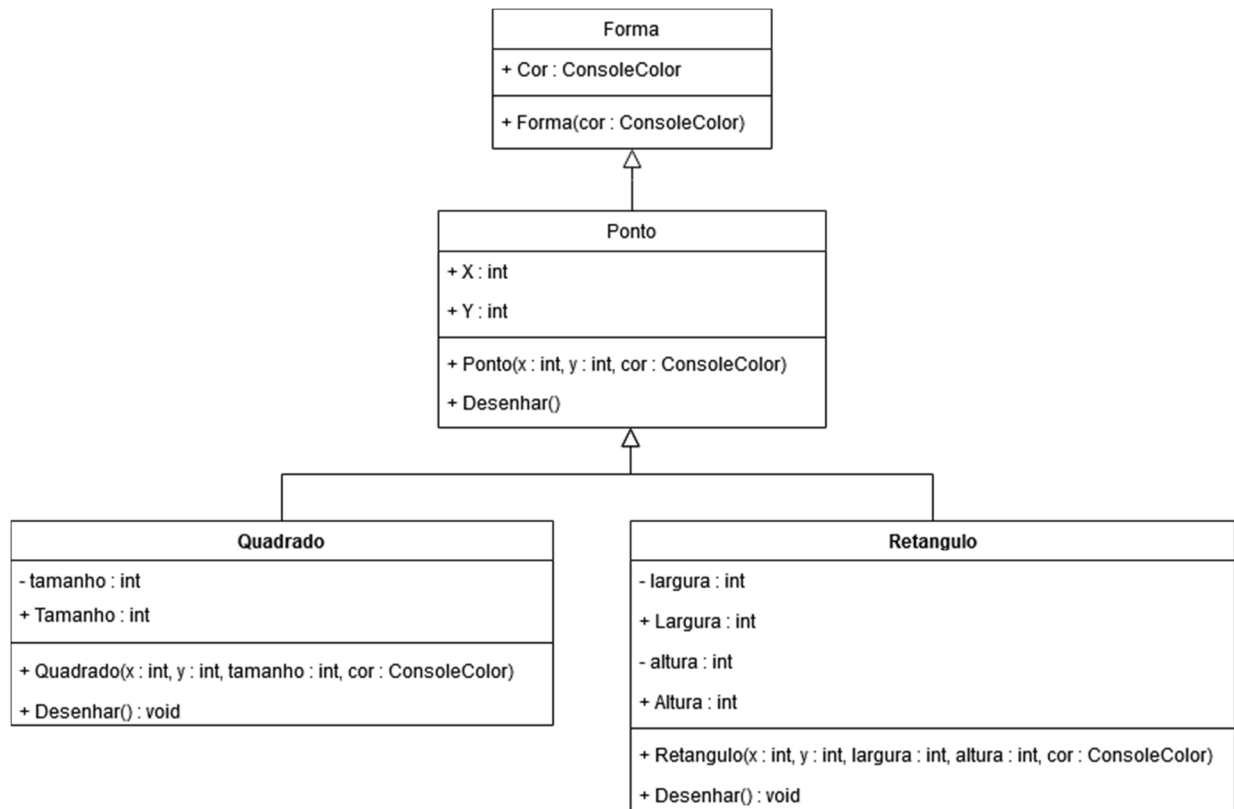 Forma
+ Cor : ConsoleColor
+ Forma(cor : ConsoleColor)
Ponto
+ X : int
+ Y : int
+ Ponto(x : int, y : int, cor : ConsoleColor)
+ Desenhar()
Quadrado
- tamanho : int
+ Tamanho : int
+ Quadrado(x : int, y : int, tamanho : int, cor : ConsoleColor)
+ Desenhar() : void
Retangulo
- largura : int
+ Largura : int
- altura : int
+ Altura : int
+ Retangulo(x : int, y : int, largura : int, altura : int, cor : ConsoleColor)
+ Desenhar() : void